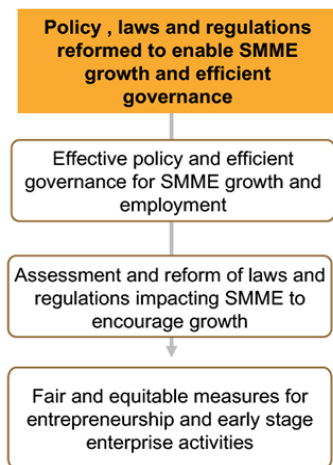 Policy , laws and regulations
reformed to enable SMME
growth and efficient
governance
Effective policy and efficient
governance for SMME growth and
employment
Assessment and reform of laws and
regulations impacting SMME to
encourage growth
Fair and equitable measures for
entrepreneurship and early stage
enterprise activities